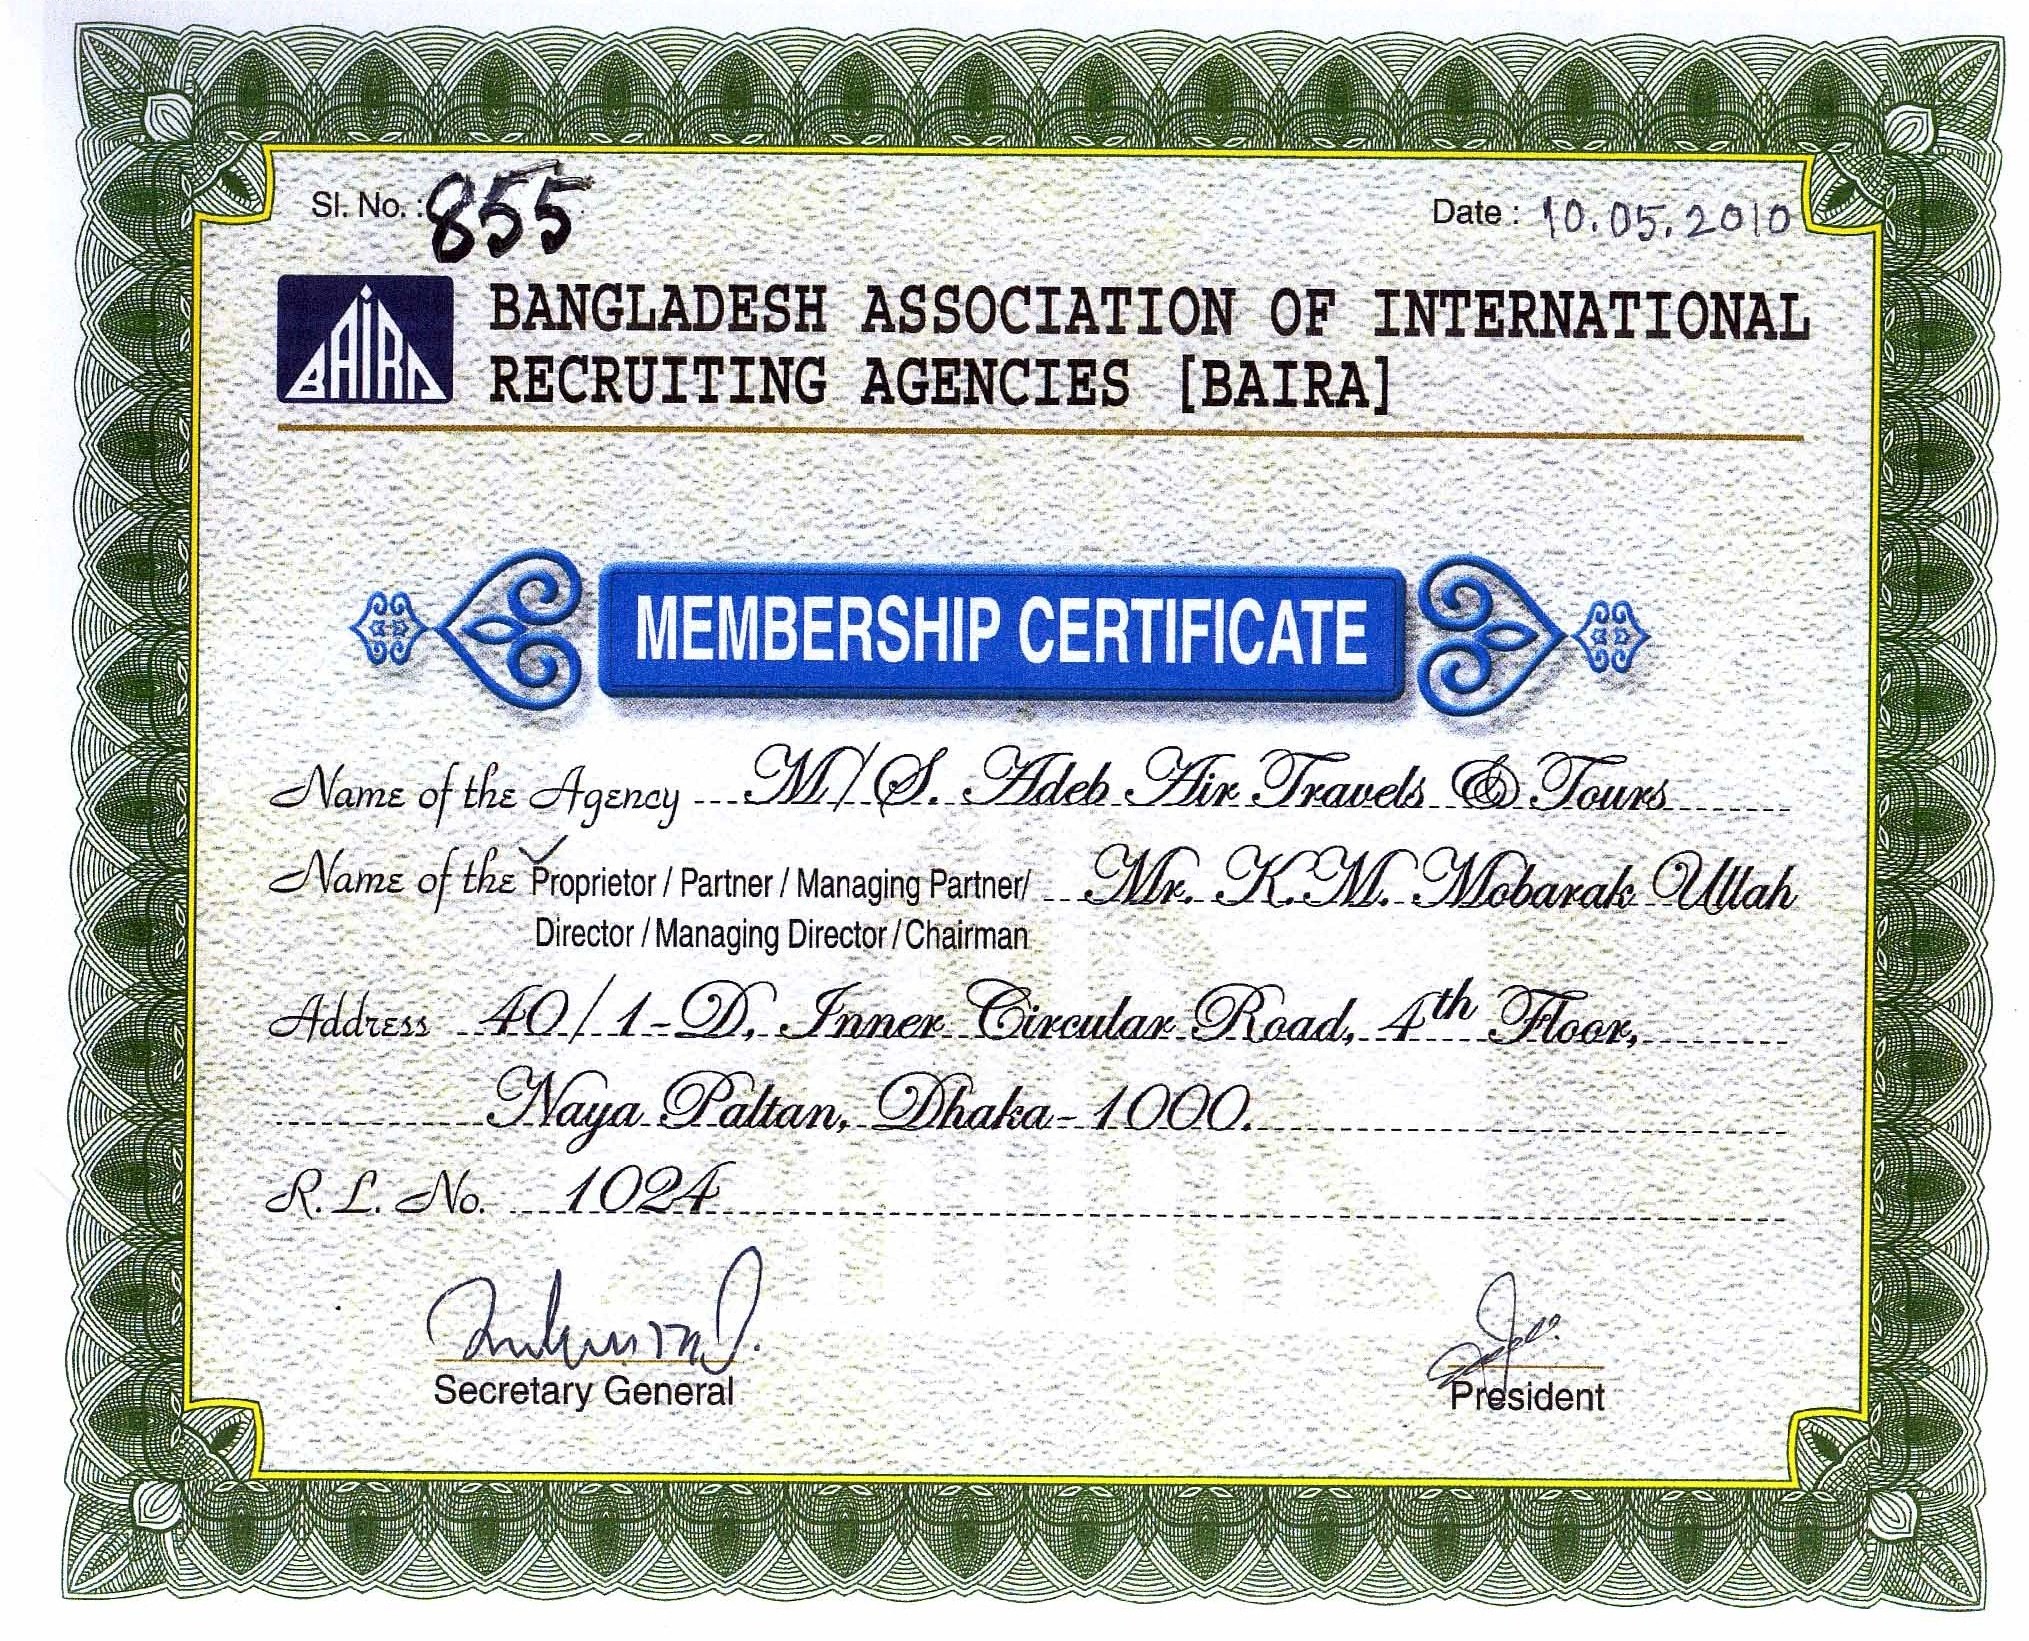 Sl. No. : 855
Date : 10.05.2010
BAIRA
BANGLADESH ASSOCIATION OF INTERNATIONAL
RECRUITING AGENCIES [BAIRA]
MEMBERSHIP CERTIFICATE
Name of the Agency M/S. Adeb Air Travels & Tours
Name of the Proprietor / Partner / Managing Partner/ Mr. K.M. Mobarak Ullah
Director / Managing Director / Chairman
Address 40/1-D, Inner Circular Road, 4th Floor,
Naya Paltan, Dhaka-1000.
R. L. No. 1024
Secretary General
President